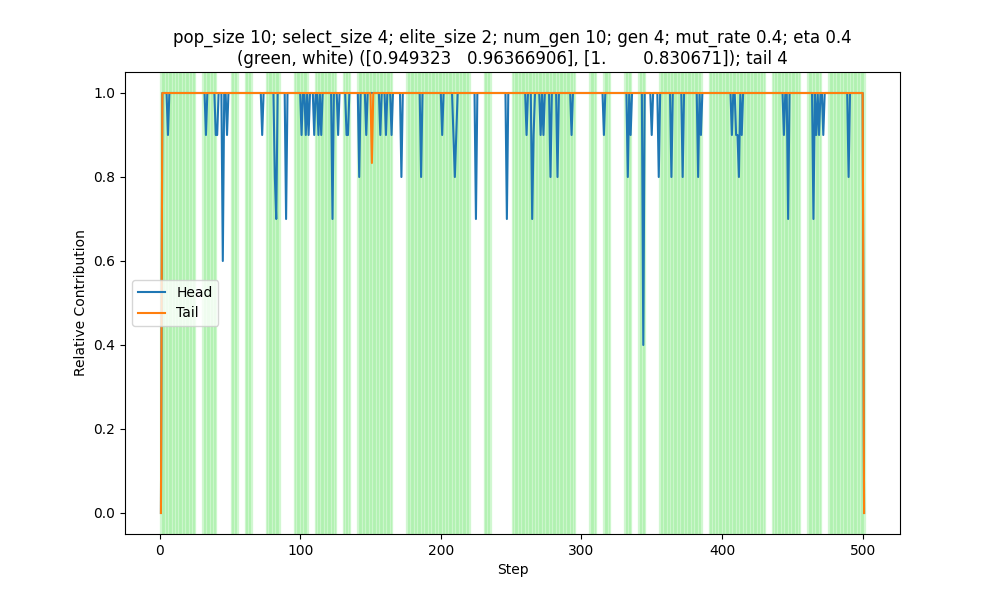 pop_size 10; select_size 4; elite_size 2; num_gen 10; gen 4; mut_rate 0.4; eta 0.4
(green, white) ([0.949323   0.96366906], [1.        0.830671]); tail 4
1.0
0.8
0.6
0.4
0.2
0.0
Relative Contribution
Head
Tail
0
100
200
300
400
500
Step